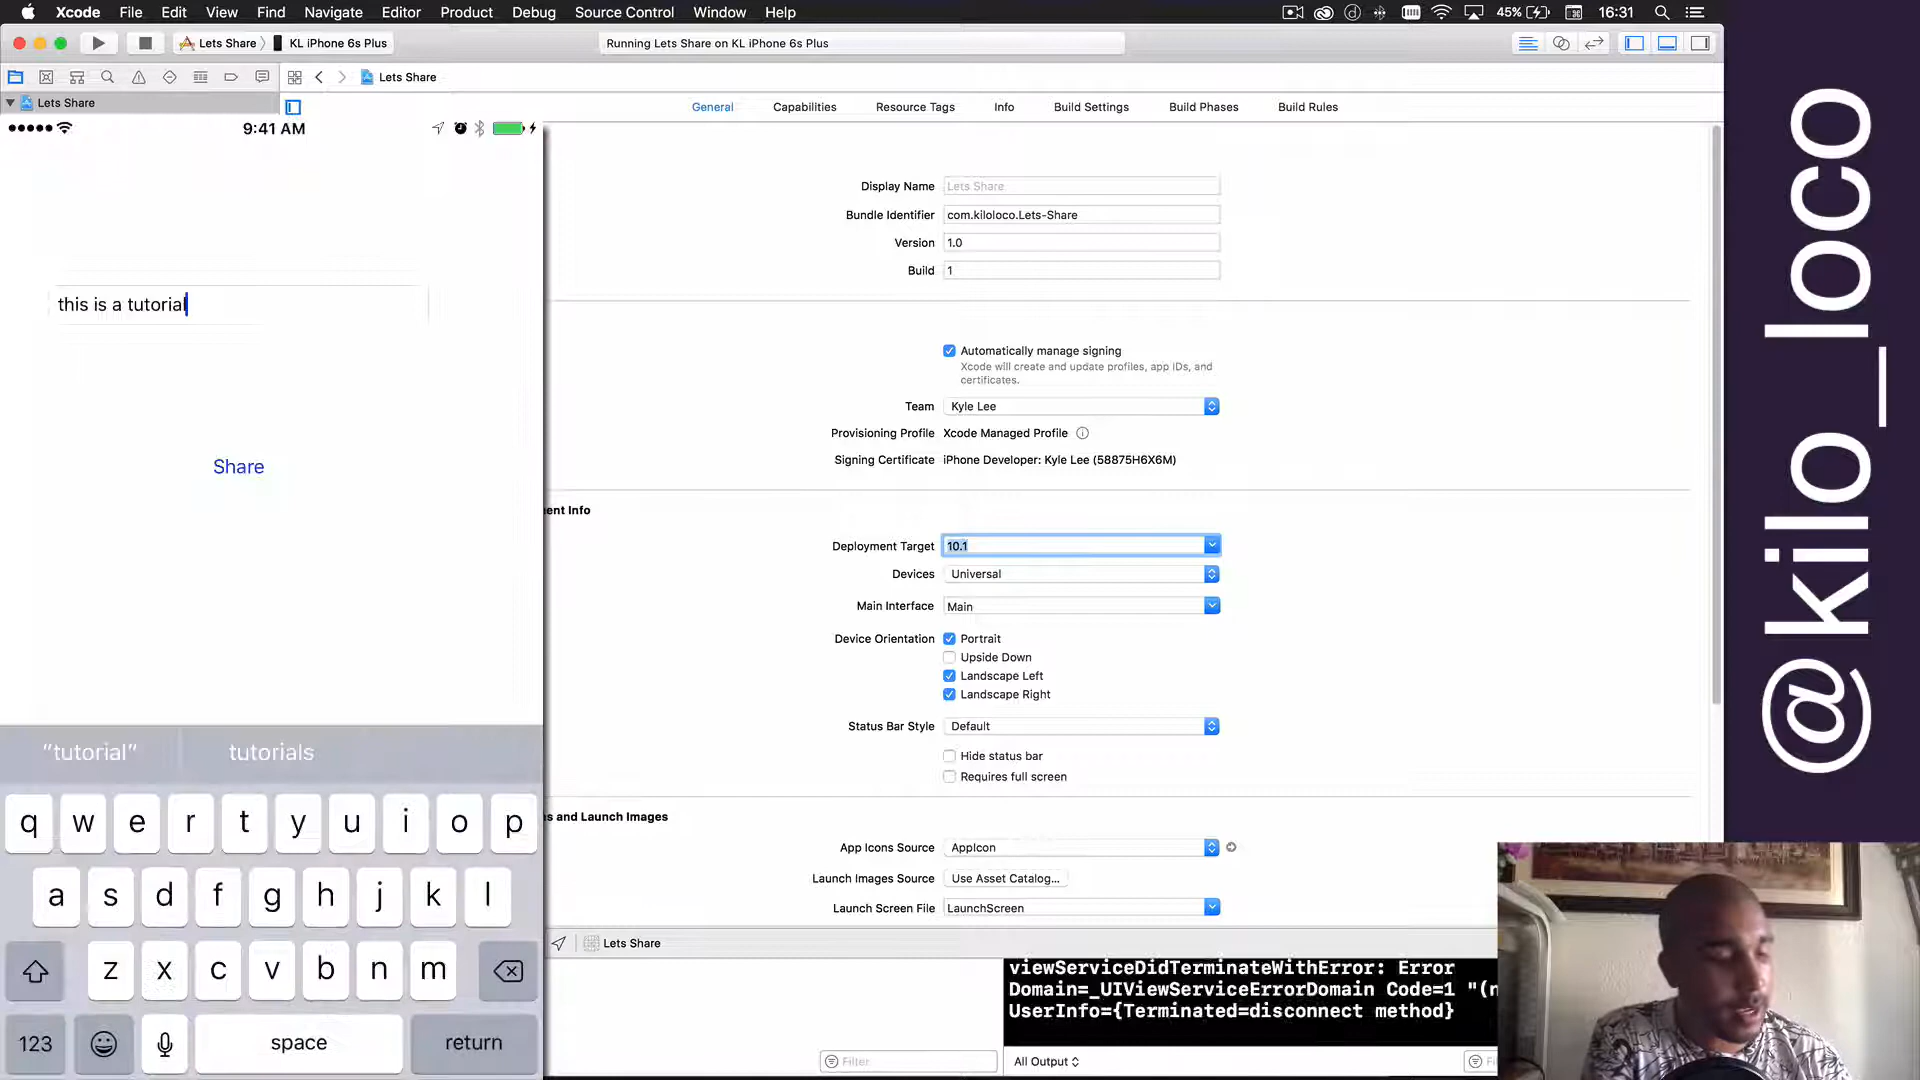 Xcode File Edit View Find Navigate Editor Product Debug Source Control Window Help 45% 16:31
Lets Share KL iPhone 6s Plus Running Lets Share on KL iPhone 6s Plus
Lets Share
Lets Share
General Capabilities Resource Tags Info Build Settings Build Phases Build Rules
9:41 AM
this is a tutorial
Share
"tutorial" tutorials
q w e r t y u i o p
a s d f g h j k l
z x c v b n m
123 space return
Display Name Lets Share
Bundle Identifier com.kiloloco.Lets-Share
Version 1.0
Build 1
Automatically manage signing
Xcode will create and update profiles, app IDs, and
certificates.
Team Kyle Lee
Provisioning Profile Xcode Managed Profile
Signing Certificate iPhone Developer: Kyle Lee (58875H6X6M)
ent Info
Deployment Target 10.1
Devices Universal
Main Interface Main
Device Orientation Portrait
Upside Down
Landscape Left
Landscape Right
Status Bar Style Default
Hide status bar
Requires full screen
s and Launch Images
App Icons Source AppIcon
Launch Images Source Use Asset Catalog...
Launch Screen File LaunchScreen
Lets Share
viewServiceDidTerminateWithError: Error
Domain=_UIViewServiceErrorDomain Code=1 "(n
UserInfo={Terminated=disconnect method}
Filter
All Output
@kilo_loco